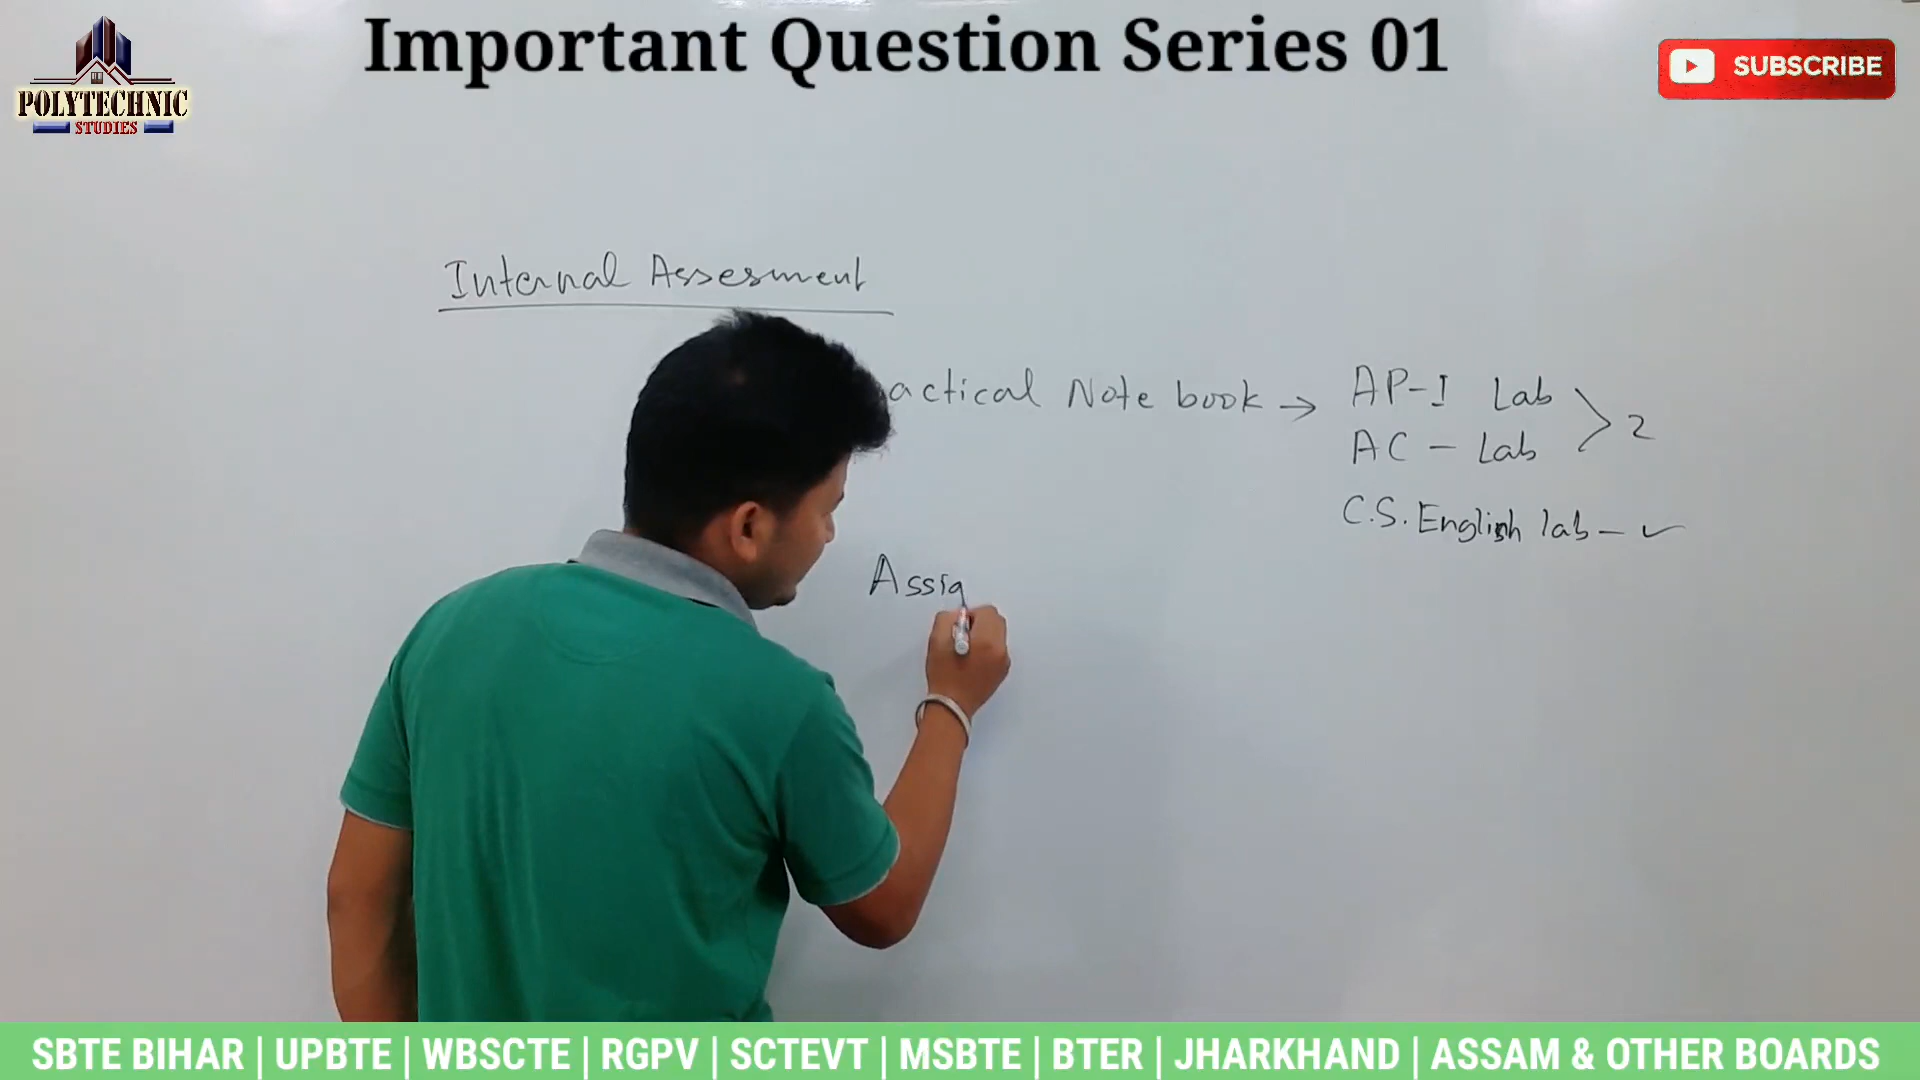 Important Question Series 01
POLYTECHNIC
STUDIES
SUBSCRIBE
Internal Assesment
actical Note book → AP-I Lab
AC - Lab
2
C.S. English lab - ✓
Assig
SBTE BIHAR | UPBTE | WBSCTE | RGPV | SCTEVT | MSBTE | BTER | JHARKHAND | ASSAM & OTHER BOARDS